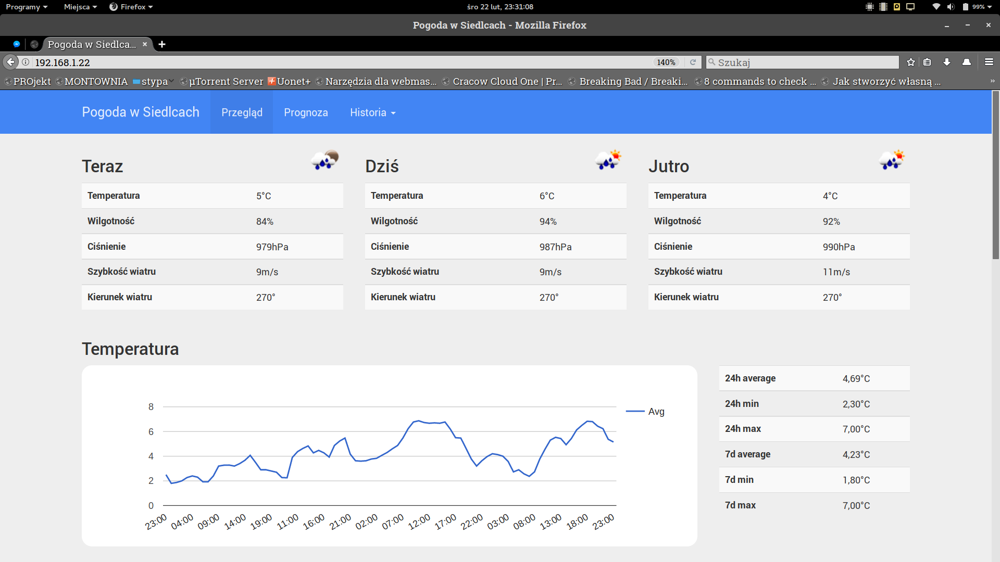 Programy Miejsca Firefox śro 22 lut, 23:31:08 99%
Pogoda w Siedlcach - Mozilla Firefox
Pogoda w Siedlca...
192.168.1.22 140% Szukaj
PROjekt MONTOWNIA stypa µTorrent Server Uonet+ Narzędzia dla webmas... Cracow Cloud One | Pr... Breaking Bad / Breaki... 8 commands to check ... Jak stworzyć własną ...
Pogoda w Siedlcach Przegląd Prognoza Historia
Teraz
Temperatura 5°C
Wilgotność 84%
Ciśnienie 979hPa
Szybkość wiatru 9m/s
Kierunek wiatru 270°
Dziś
Temperatura 6°C
Wilgotność 94%
Ciśnienie 987hPa
Szybkość wiatru 9m/s
Kierunek wiatru 270°
Jutro
Temperatura 4°C
Wilgotność 92%
Ciśnienie 990hPa
Szybkość wiatru 11m/s
Kierunek wiatru 270°
Temperatura
8
6
4
2
0
23:00 04:00 09:00 14:00 19:00 11:00 16:00 21:00 02:00 07:00 12:00 17:00 22:00 03:00 08:00 13:00 18:00 23:00
Avg
24h average 4,69°C
24h min 2,30°C
24h max 7,00°C
7d average 4,23°C
7d min 1,80°C
7d max 7,00°C